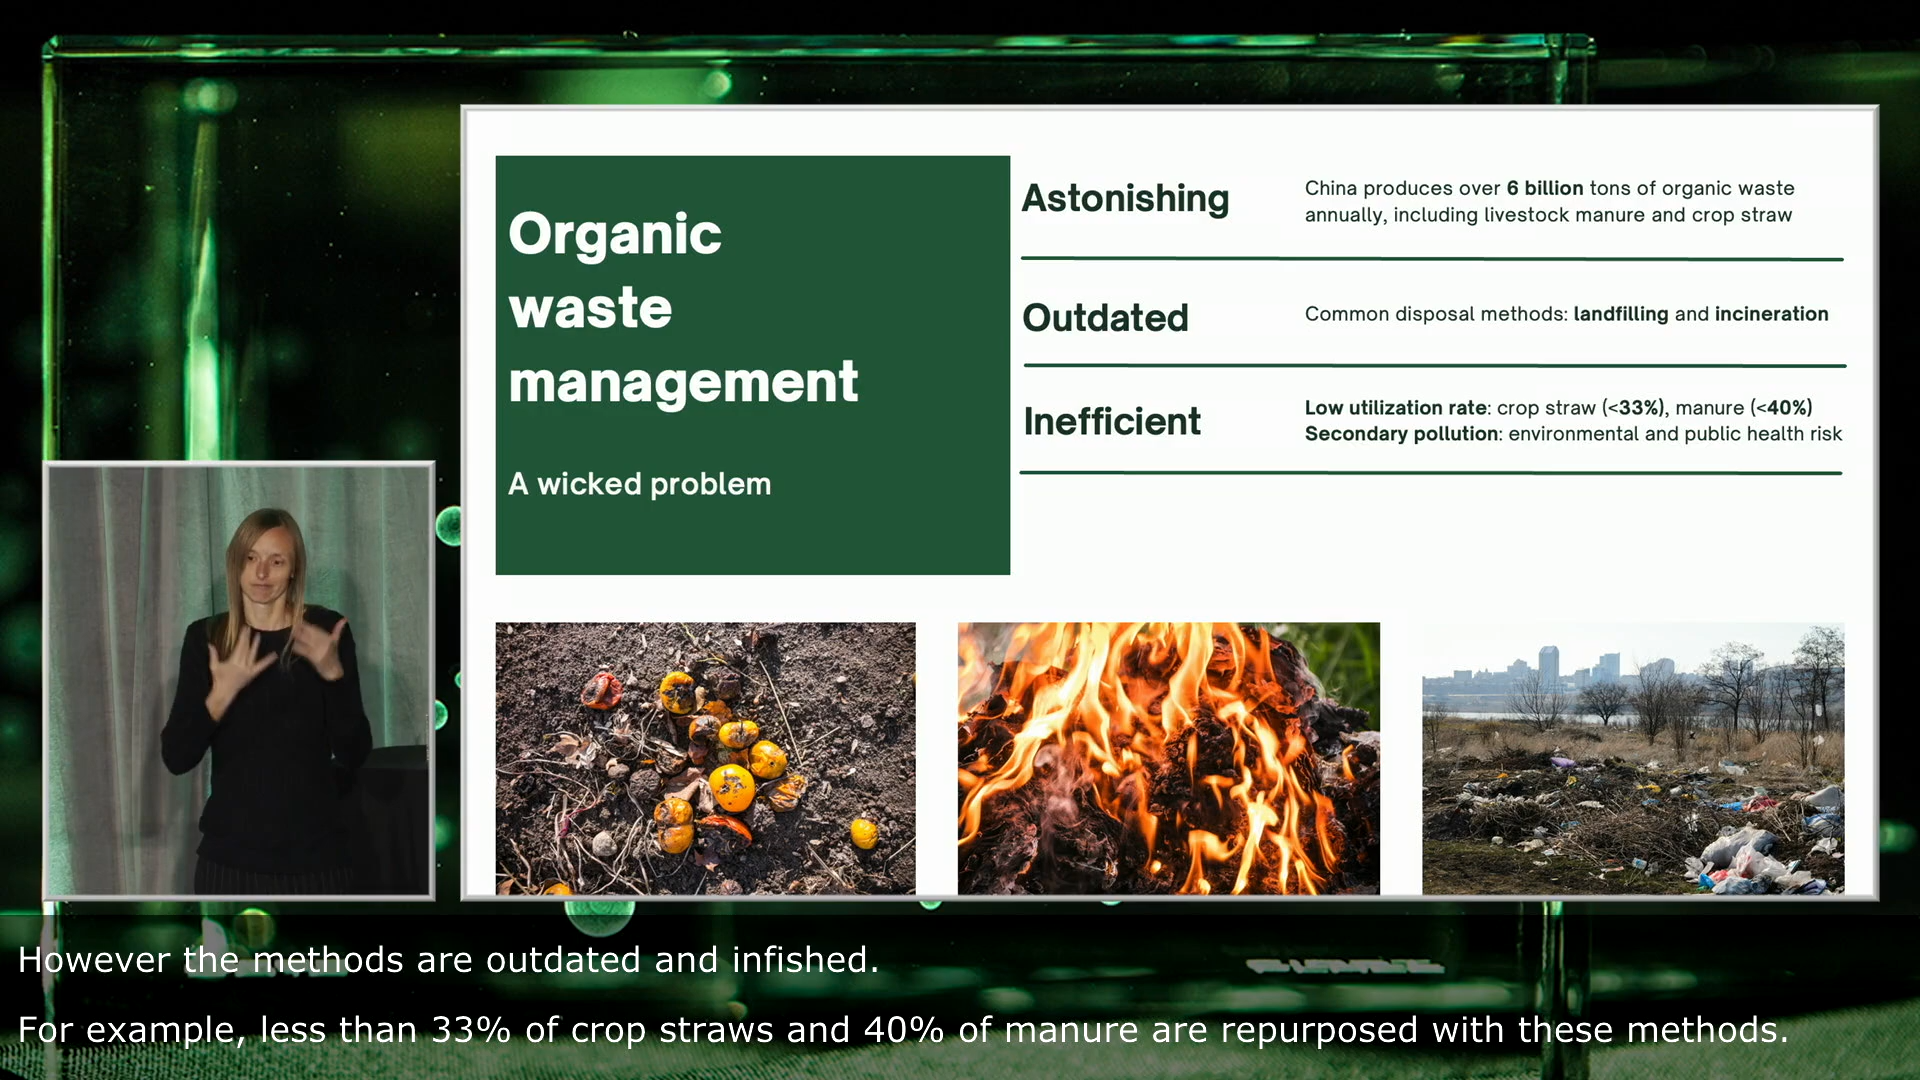 Organic
waste
management
A wicked problem
Astonishing
China produces over 6 billion tons of organic waste
annually, including livestock manure and crop straw
Outdated
Common disposal methods: landfilling and incineration
Inefficient
Low utilization rate: crop straw (<33%), manure (<40%)
Secondary pollution: environmental and public health risk
However the methods are outdated and infished.
For example, less than 33% of crop straws and 40% of manure are repurposed with these methods.